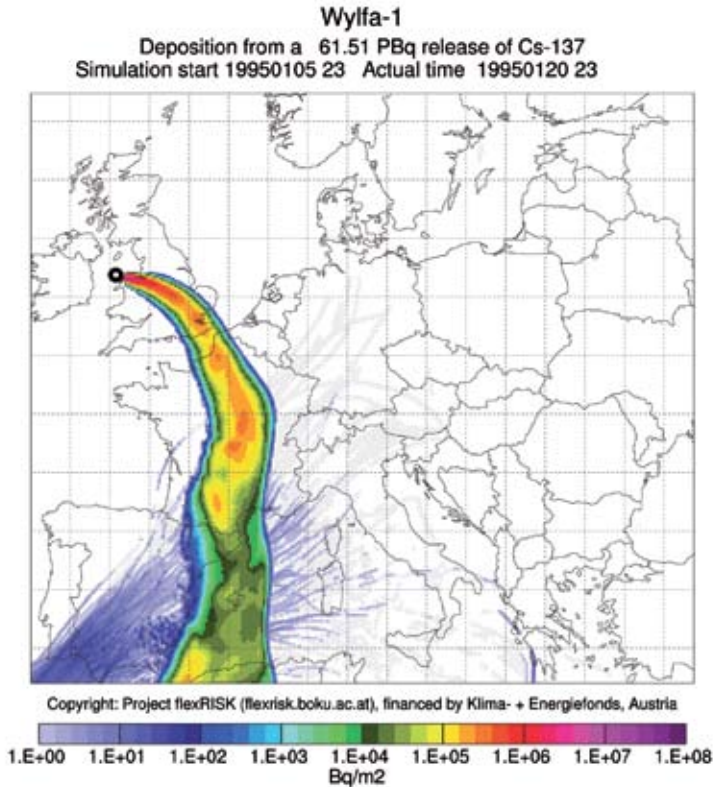 Wylfa-1
Deposition from a 61.51 PBq release of Cs-137
Simulation start 19950105 23 Actual time 19950120 23
Copyright: Project flexRISK (flexrisk.boku.ac.at), financed by Klima- + Energiefonds, Austria
1.E+00 1.E+01 1.E+02 1.E+03 1.E+04 1.E+05 1.E+06 1.E+07 1.E+08
Bq/m2